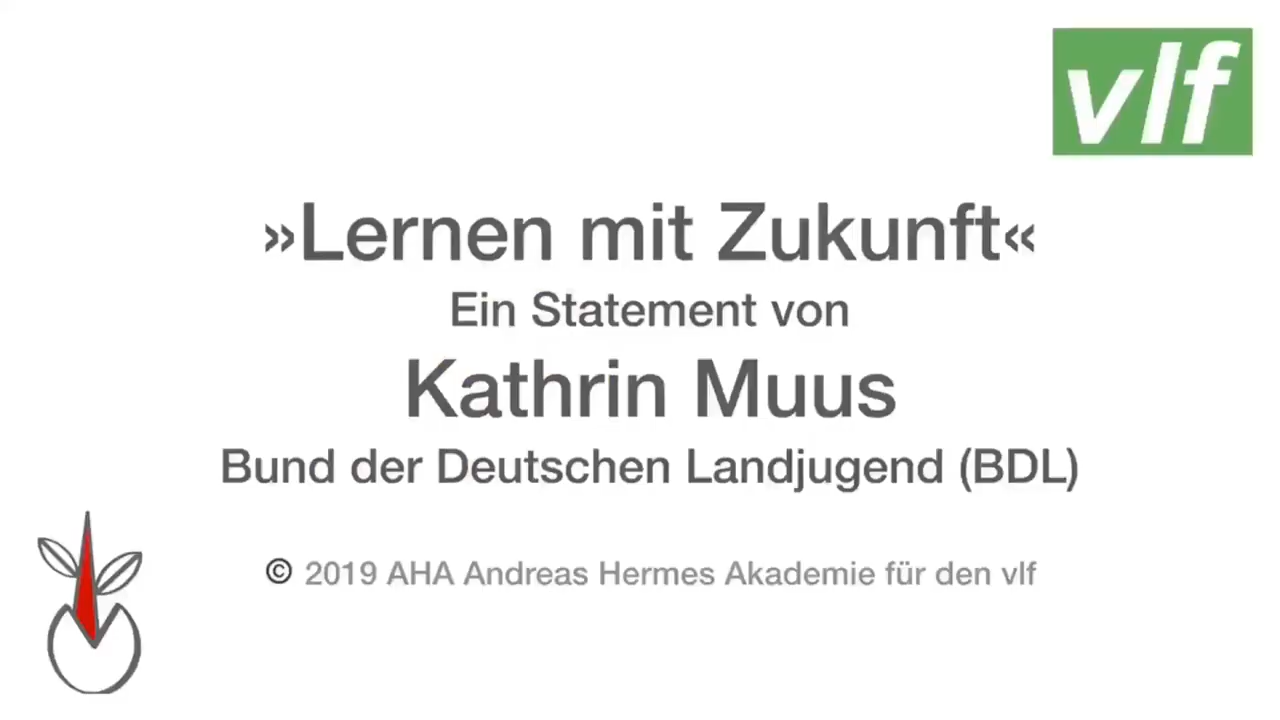 vlf
»Lernen mit Zukunft«
Ein Statement von
Kathrin Muus
Bund der Deutschen Landjugend (BDL)
© 2019 AHA Andreas Hermes Akademie für den vlf